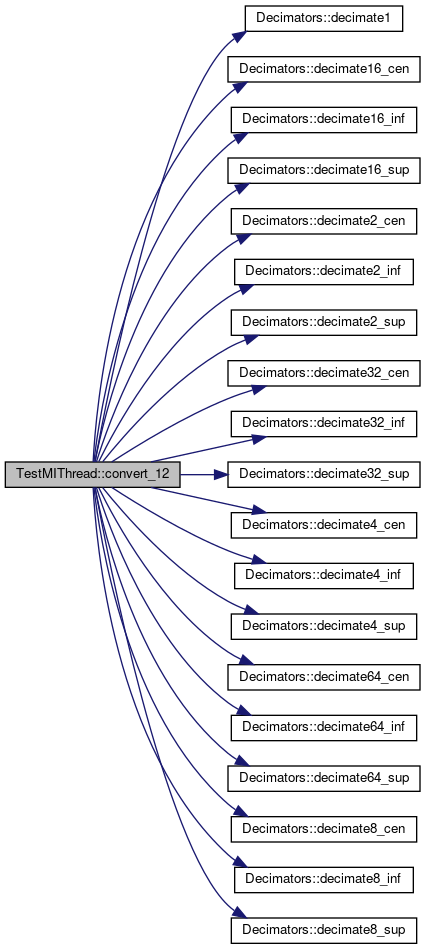 Decimators::decimate1
Decimators::decimate16_cen
Decimators::decimate16_inf
Decimators::decimate16_sup
Decimators::decimate2_cen
Decimators::decimate2_inf
Decimators::decimate2_sup
Decimators::decimate32_cen
Decimators::decimate32_inf
TestMIThread::convert_12
Decimators::decimate32_sup
Decimators::decimate4_cen
Decimators::decimate4_inf
Decimators::decimate4_sup
Decimators::decimate64_cen
Decimators::decimate64_inf
Decimators::decimate64_sup
Decimators::decimate8_cen
Decimators::decimate8_inf
Decimators::decimate8_sup